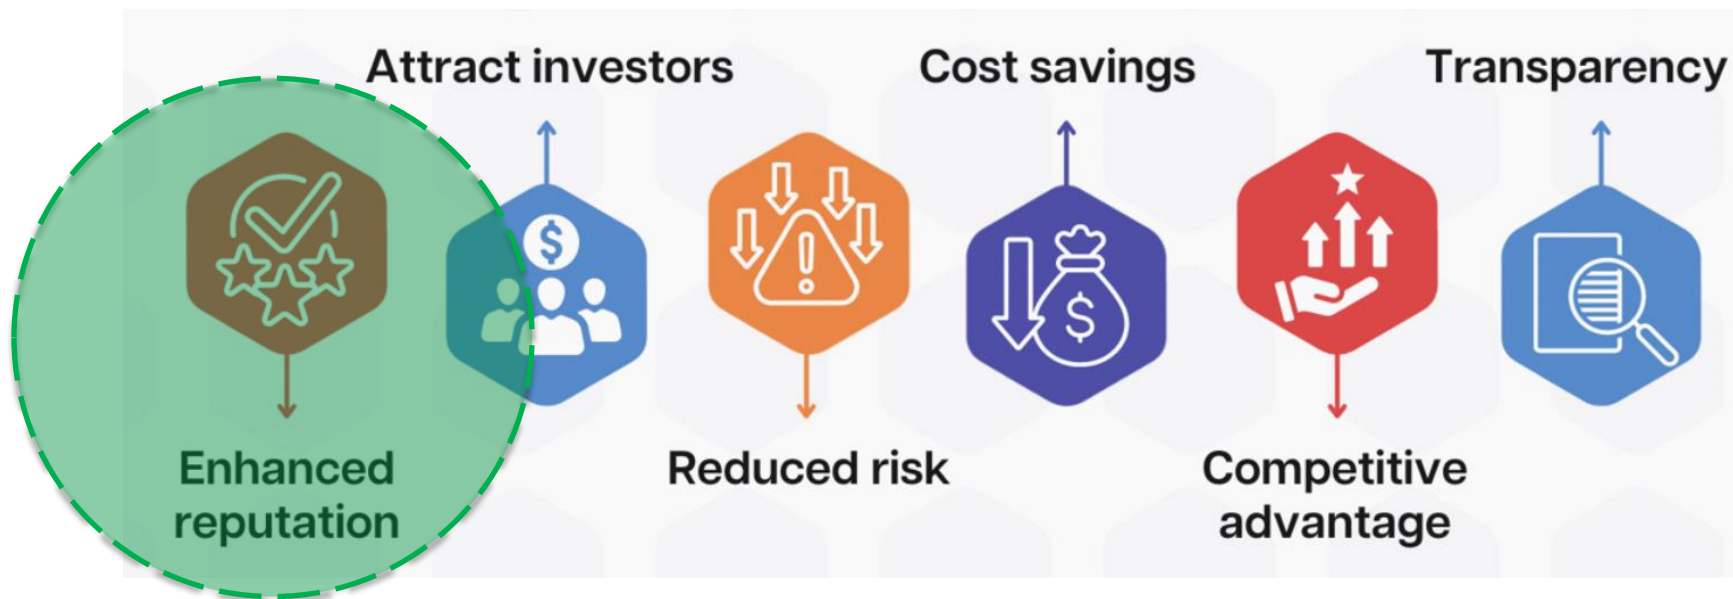 Attract investors
Cost savings
Transparency
$
$
Enhanced
reputation
Reduced risk
Competitive
advantage